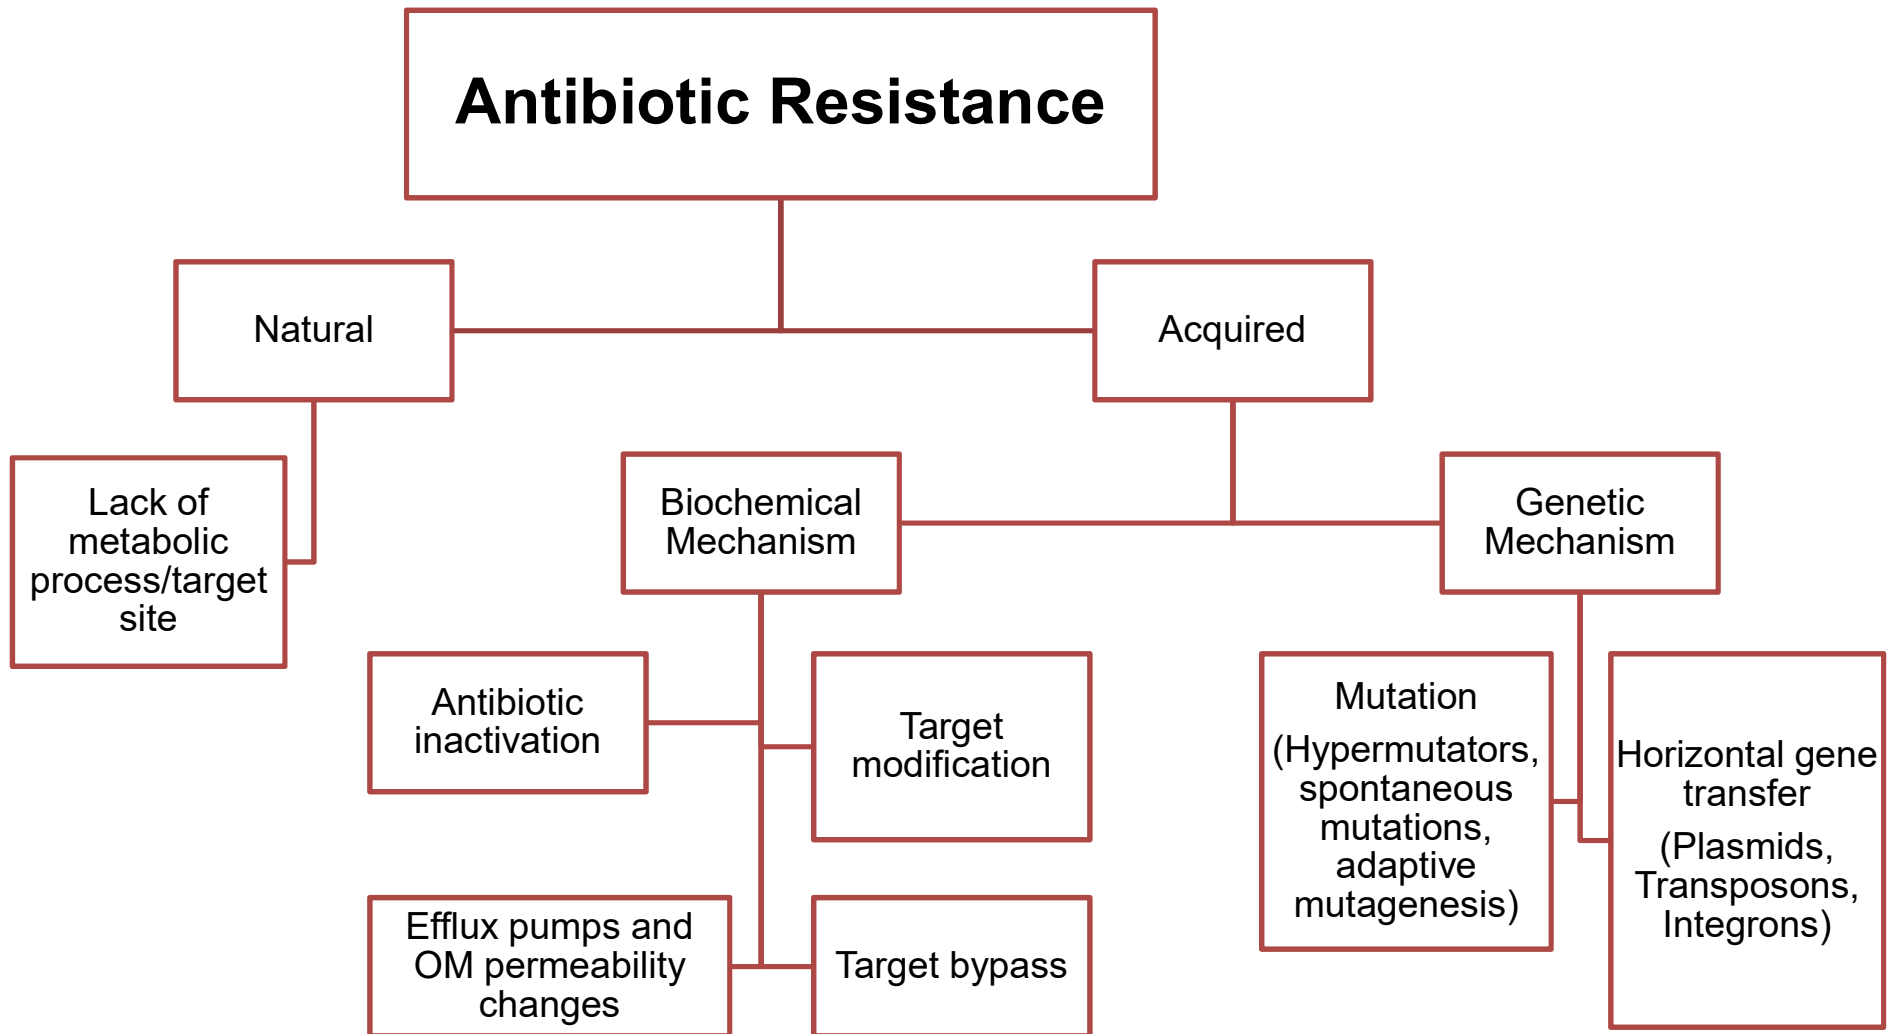 Antibiotic Resistance
Natural
Acquired
Lack of
metabolic
process/target
site
Biochemical
Mechanism
Genetic
Mechanism
Antibiotic
inactivation
Target
modification
Efflux pumps and
OM permeability
changes
Target bypass
Mutation
(Hypermutators,
spontaneous
mutations,
adaptive
mutagenesis)
Horizontal gene
transfer
(Plasmids,
Transposons,
Integrons)